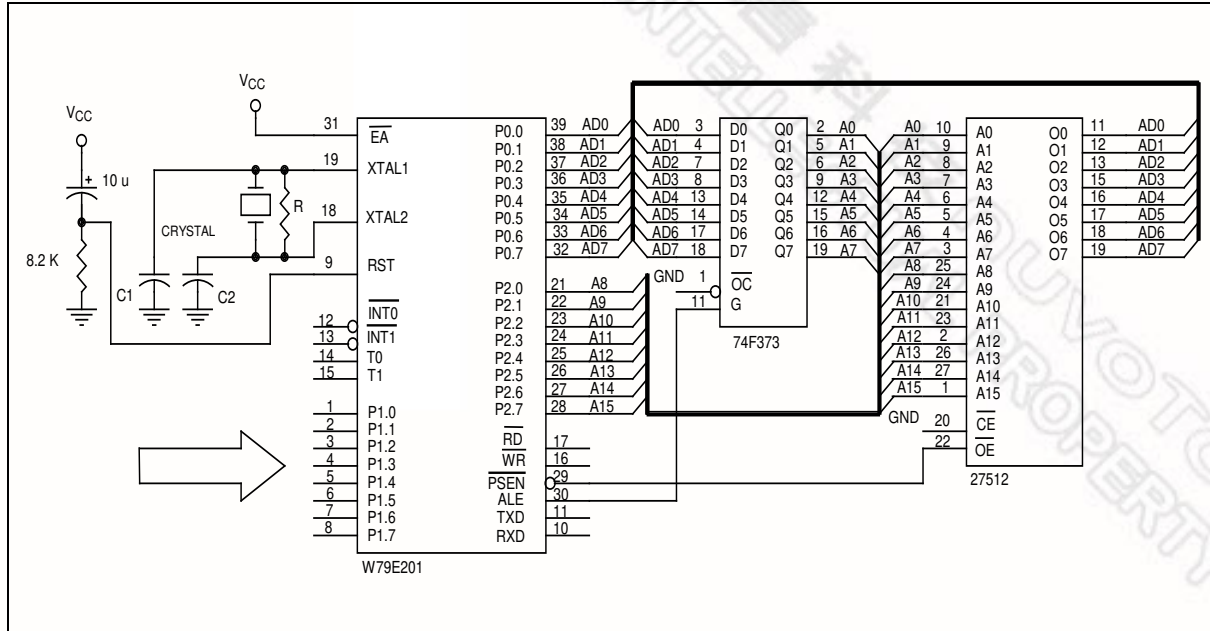 VCC
VCC
10 u
8.2 K
C1
C2
CRYSTAL
R
31 EA
19 XTAL1
18 XTAL2
9 RST
12 INT0
13 INT1
14 T0
15 T1
1 P1.0
2 P1.1
3 P1.2
4 P1.3
5 P1.4
6 P1.5
7 P1.6
8 P1.7
P0.0 39 AD0
P0.1 38 AD1
P0.2 37 AD2
P0.3 36 AD3
P0.4 35 AD4
P0.5 34 AD5
P0.6 33 AD6
P0.7 32 AD7
P2.0 21 A8
P2.1 22 A9
P2.2 23 A10
P2.3 24 A11
P2.4 25 A12
P2.5 26 A13
P2.6 27 A14
P2.7 28 A15
RD 17
WR 16
PSEN 29
ALE 30
TXD 11
RXD 10
W79E201
AD0 3 D0 Q0 2 A0
AD1 4 D1 Q1 5 A1
AD2 7 D2 Q2 6 A2
AD3 8 D3 Q3 9 A3
AD4 13 D4 Q4 12 A4
AD5 14 D5 Q5 15 A5
AD6 17 D6 Q6 16 A6
AD7 18 D7 Q7 19 A7
GND 1 OC
11 G
74F373
A0 10 A0 O0 11 AD0
A1 9 A1 O1 12 AD1
A2 8 A2 O2 13 AD2
A3 7 A3 O3 15 AD3
A4 6 A4 O4 16 AD4
A5 5 A5 O5 17 AD5
A6 4 A6 O6 18 AD6
A7 3 A7 O7 19 AD7
A8 25 A8
A9 24 A9
A10 21 A10
A11 23 A11
A12 2 A12
A13 26 A13
A14 27 A14
A15 1 A15
GND 20 CE
22 OE
27512